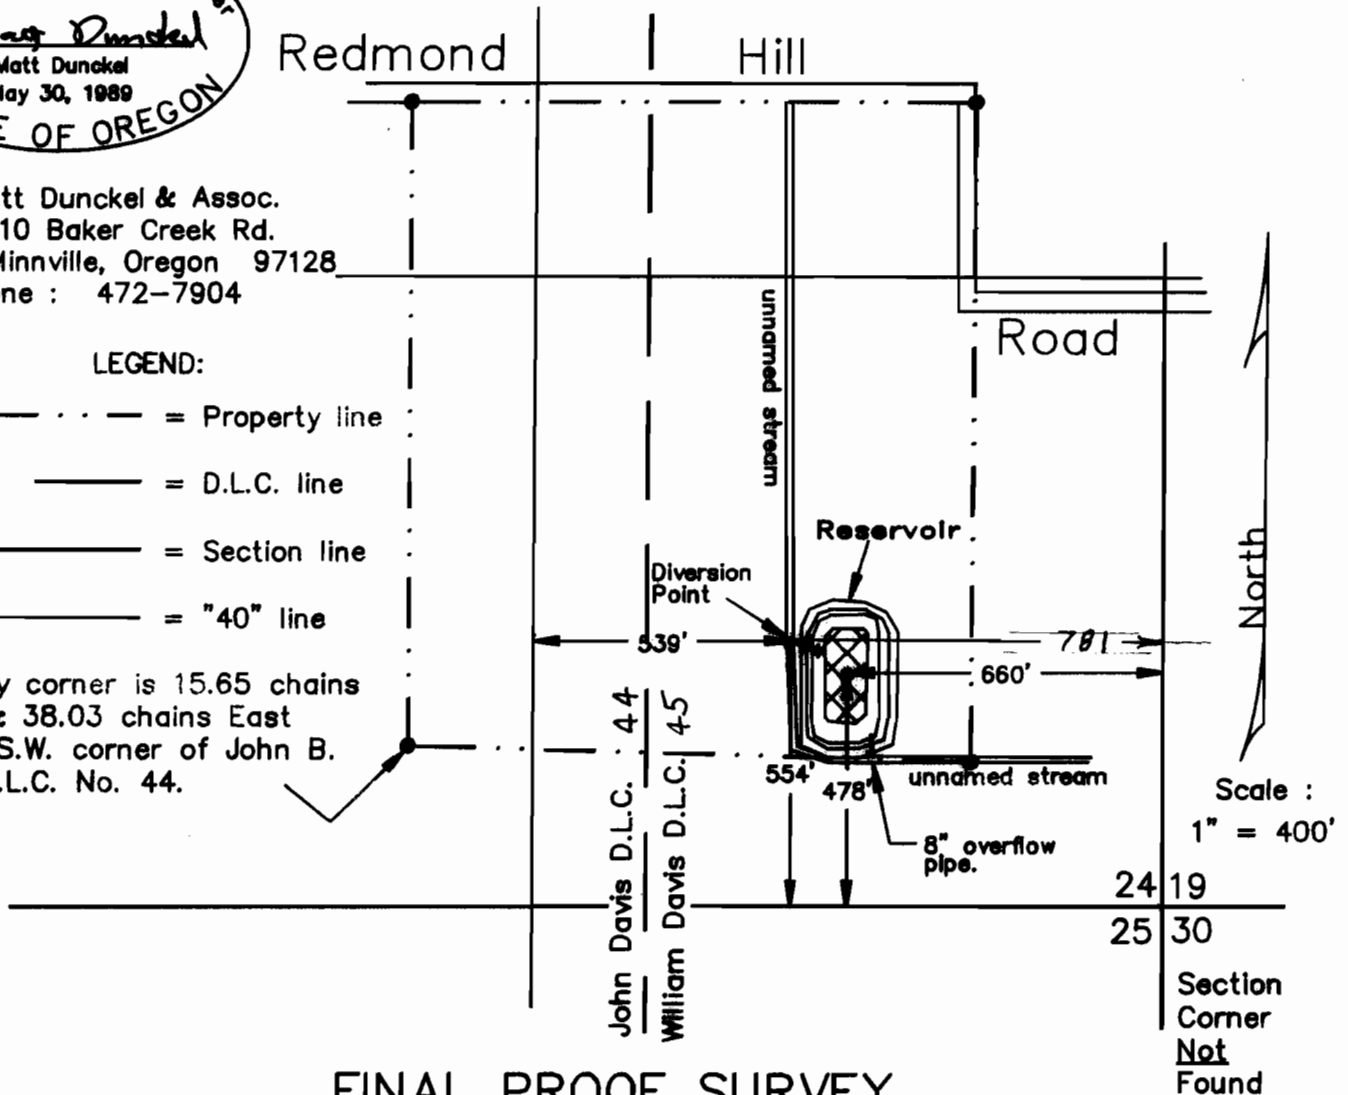 Matt Dunckel
May 30, 1989
OF OREGON
Redmond Hill
Dunckel & Assoc.
10 Baker Creek Rd.
Oregon 97128
: 472-7904
LEGEND:
= Property line
= D.L.C. line
= Section line
= "40" line
corner is 15.65 chains
38.03 chains East
S.W. corner of John B.
No. 44.
unnamed stream
Road
North
Reservoir
Diversion
Point
539'
781
660'
554'
478'
unnamed stream
8" overflow
pipe.
Scale :
1" = 400'
John Davis D.L.C. 44
William Davis D.L.C. 45
24 19
25 30
Section
Corner
Not
Found
FINAL PROOF SURVEY